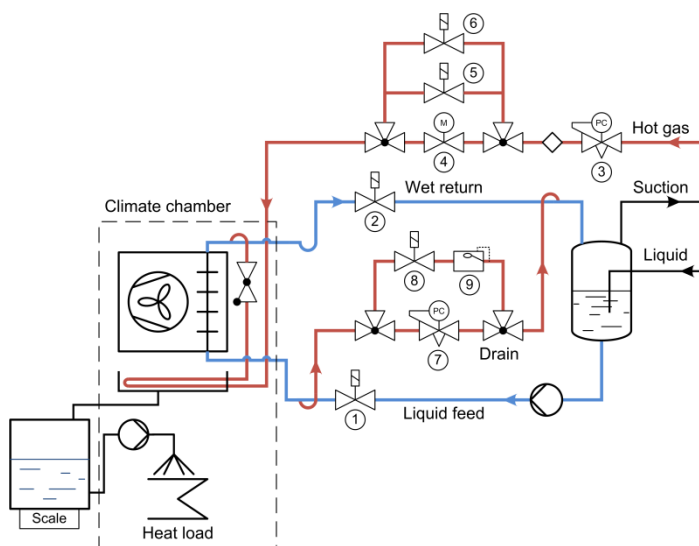 6
5
M
4
PC
3
Hot gas
Wet return
Suction
Climate chamber
2
Liquid
8
9
PC
7
Drain
1
Liquid feed
Scale
Heat load